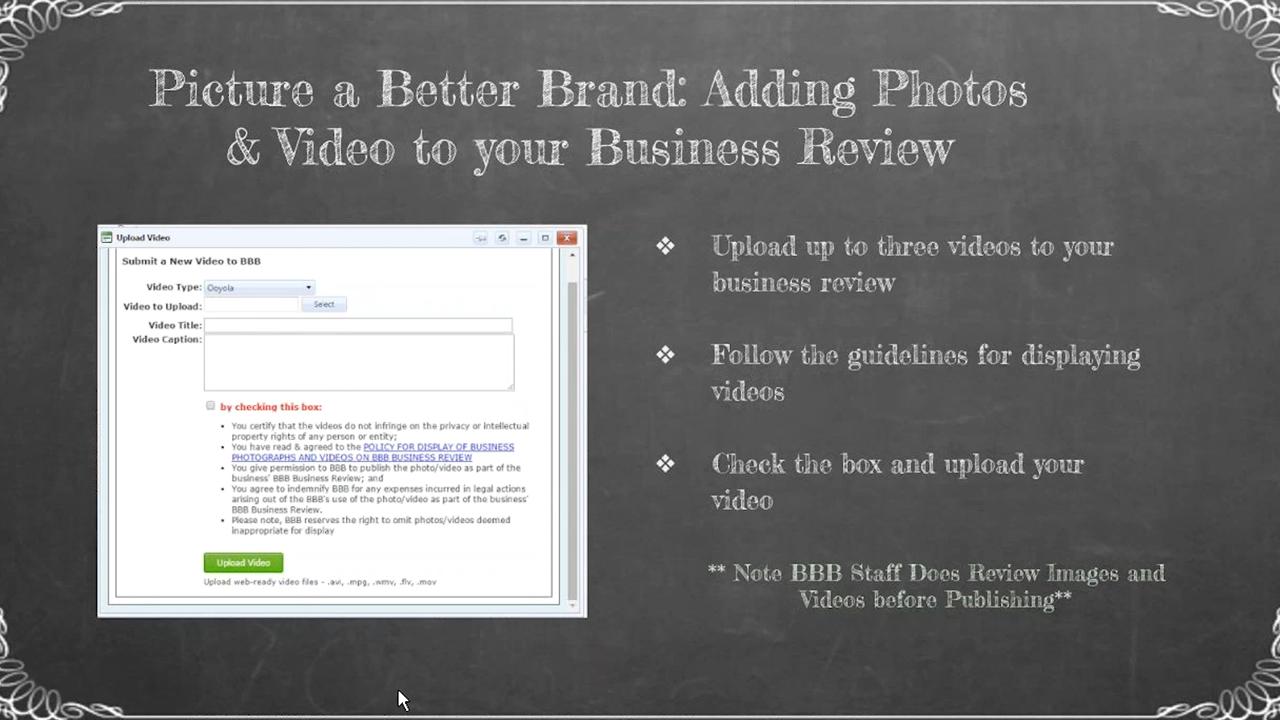 Picture a Better Brand: Adding Photos
& Video to your Business Review
Upload Video
Submit a New Video to BBB
Video Type: Ooyola
Video to Upload: Select
Video Title:
Video Caption:
by checking this box:
• You certify that the videos do not infringe on the privacy or intellectual
property rights of any person or entity;
• You have read & agreed to the POLICY FOR DISPLAY OF BUSINESS
PHOTOGRAPHS AND VIDEOS ON BBB BUSINESS REVIEW
• You give permission to BBB to publish the photo/video as part of the
business' BBB Business Review; and
• You agree to indemnify BBB for any expenses incurred in legal actions
arising out of the BBB's use of the photo/video as part of the business'
BBB Business Review.
• Please note, BBB reserves the right to omit photos/videos deemed
inappropriate for display
Upload Video
Upload web-ready video files - .avi, .mpg, .wmv, .flv, .mov
❖ Upload up to three videos to your
business review
❖ Follow the guidelines for displaying
videos
❖ Check the box and upload your
video
** Note BBB Staff Does Review Images and
Videos before Publishing**